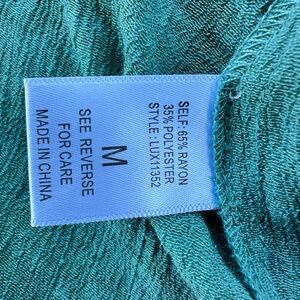 SELF: 65% RAYON
35% POLYESTER
STYLE: LUX11352
M
SEE REVERSE
FOR CARE
MADE IN CHINA